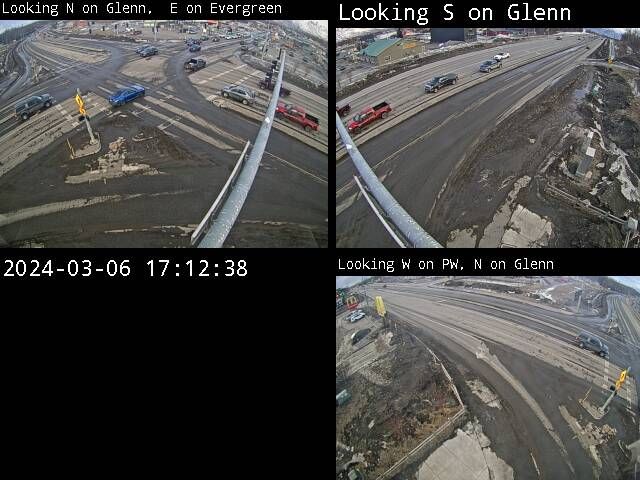 Looking N on Glenn,  E on Evergreen
Looking S on Glenn
2024-03-06 17:12:38
Looking W on PW, N on Glenn